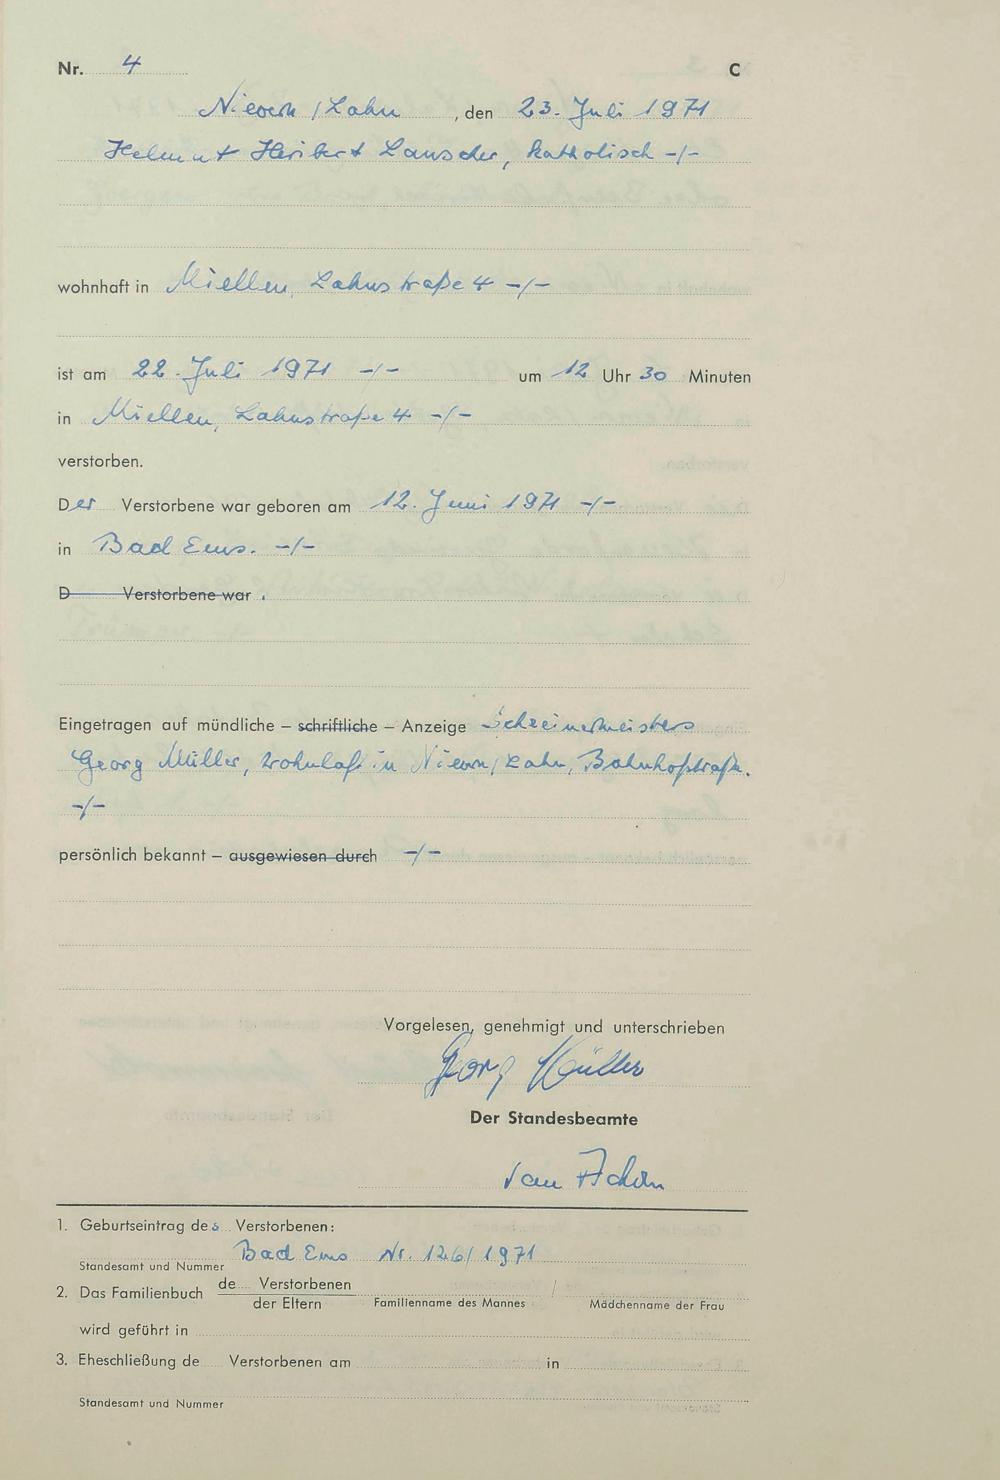 Nr. 4 C
Nievern / Lahn, den 23. Juli 1971
Helmut Heribert Lauscher, katholisch -/-
wohnhaft in Miellen, Lahnstraße 4 -/-
ist am 22. Juli 1971 -/- um 12 Uhr 30 Minuten
in Miellen, Lahnstraße 4 -/-
verstorben.
Der Verstorbene war geboren am 12. Juni 1971 -/-
in Bad Ems. -/-
D Verstorbene war
Eingetragen auf mündliche – schriftliche – Anzeige Schreinermeisters
Georg Müller, wohnhaft in Nievern/Lahn, Bahnhofstraße.
-/-
persönlich bekannt – ausgewiesen durch -/-
Vorgelesen, genehmigt und unterschrieben
Georg Müller
Der Standesbeamte
van
1. Geburtseintrag des Verstorbenen:
Bad Ems Nr. 126/1971
Standesamt und Nummer
2. Das Familienbuch de Verstorbenen /
der Eltern Familienname des Mannes Mädchenname der Frau
wird geführt in
3. Eheschließung de Verstorbenen am in
Standesamt und Nummer